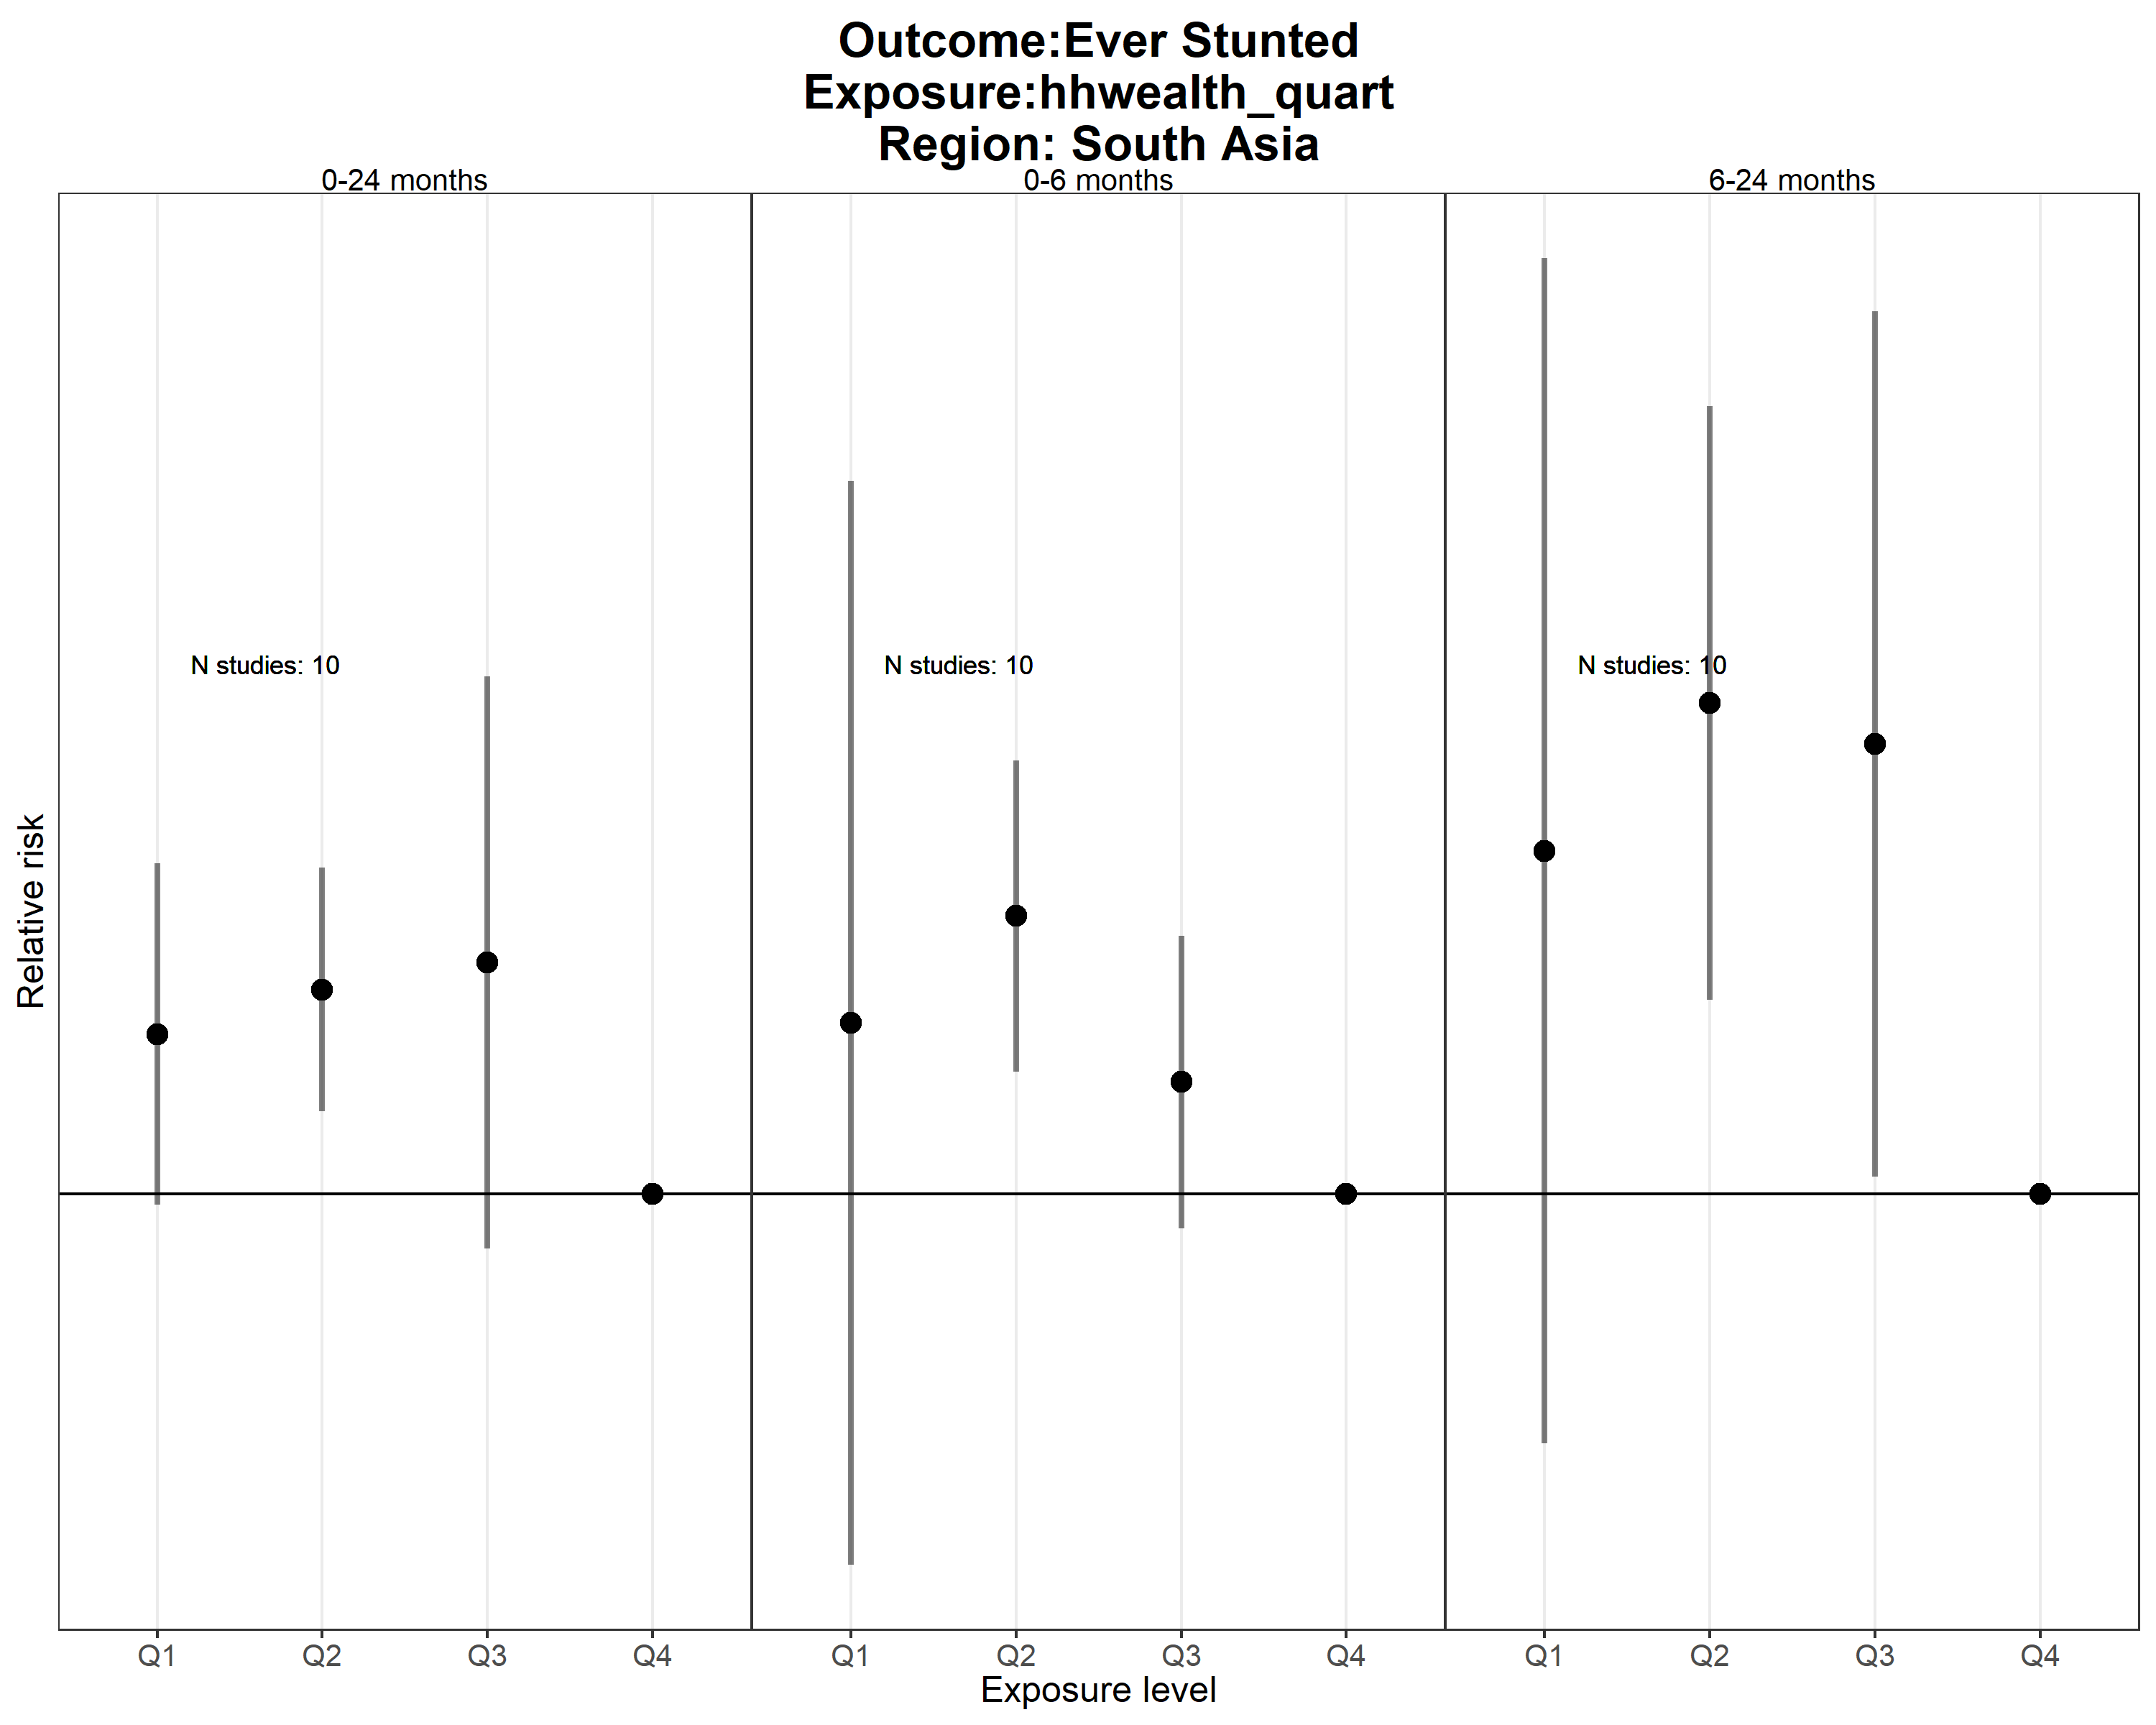 Outcome:Ever Stunted
Exposure:hhwealth_quart
Region: South Asia
0-24 months
0-6 months
6-24 months
N studies: 10
N studies: 10
N studies: 10
Relative risk
Q1 Q2 Q3 Q4 Q1 Q2 Q3 Q4 Q1 Q2 Q3 Q4
Exposure level